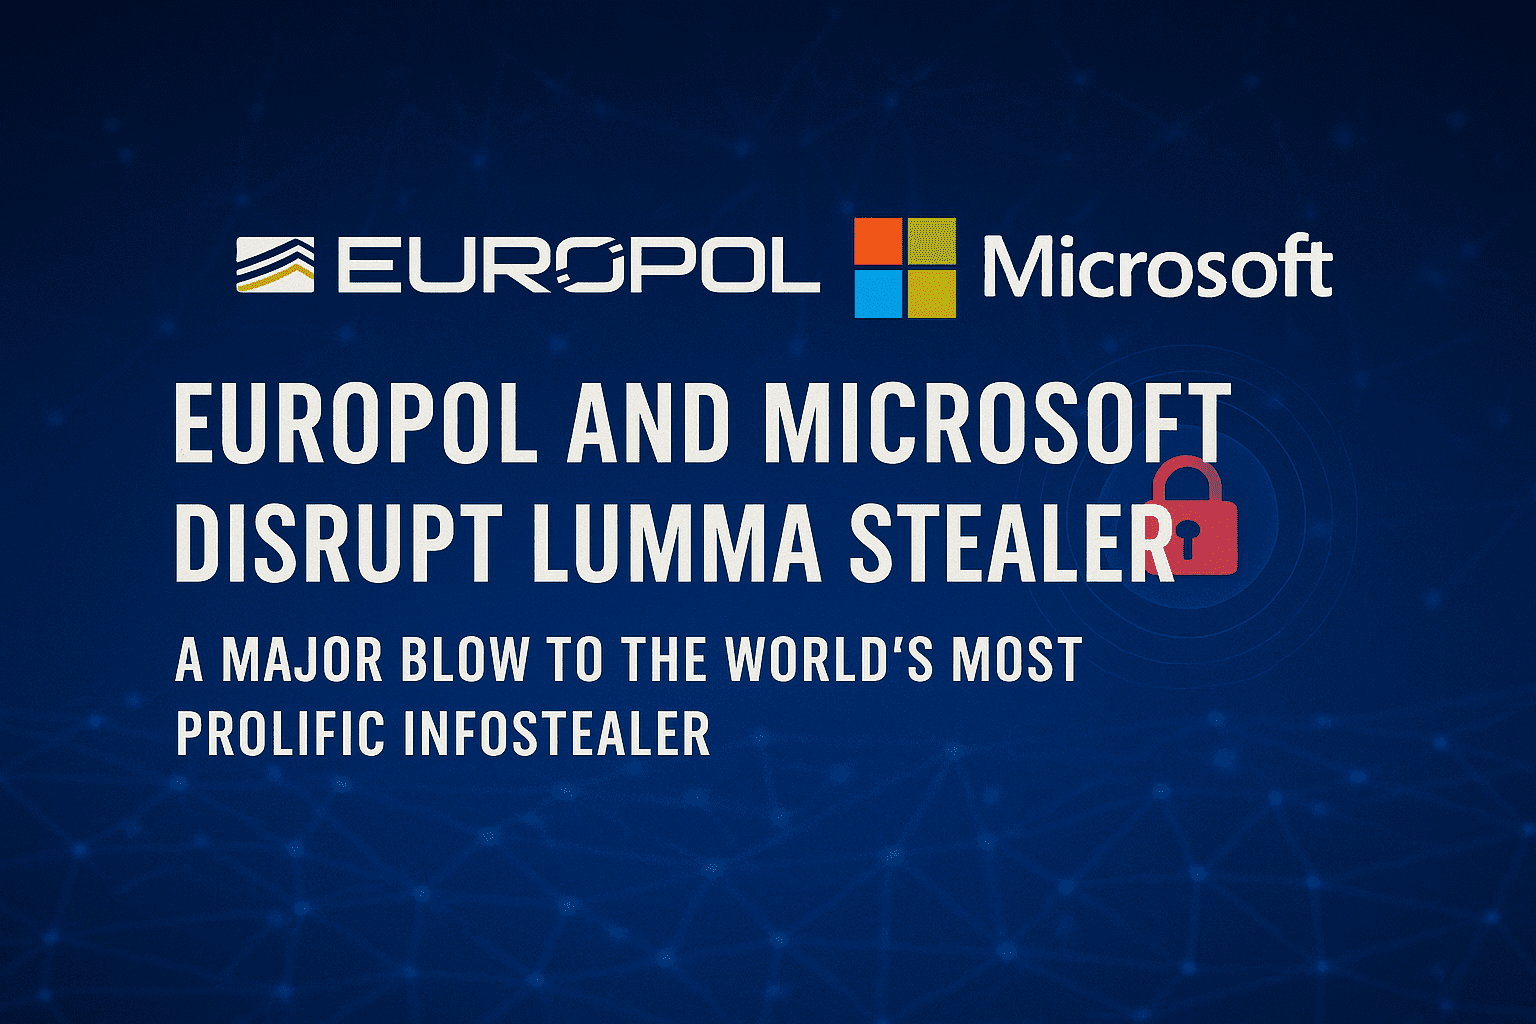 EUROPOL Microsoft
EUROPOL AND MICROSOFT
DISRUPT LUMMA STEALER
A MAJOR BLOW TO THE WORLD'S MOST
PROLIFIC INFOSTEALER